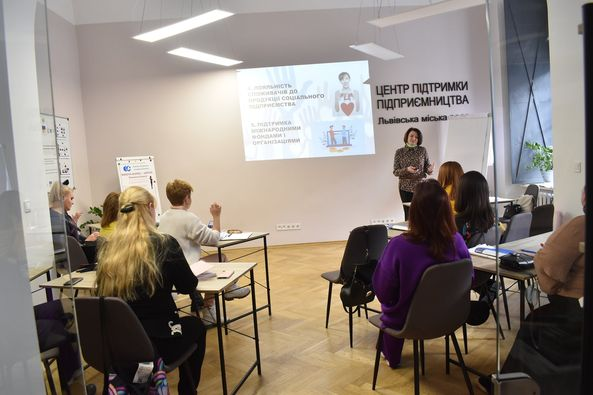 4. ЛОЯЛЬНІСТЬ
СПОЖИВАЧІВ ДО
ПРОДУКЦІЇ СОЦІАЛЬНОГО
ПІДПРИЄМСТВА
5. ПІДТРИМКА
МІЖНАРОДНИМИ
ФОНДАМИ І
ОРГАНІЗАЦІЯМИ
ЦЕНТР ПІДТРИМКИ
ПІДПРИЄМНИЦТВА
Львівська міська